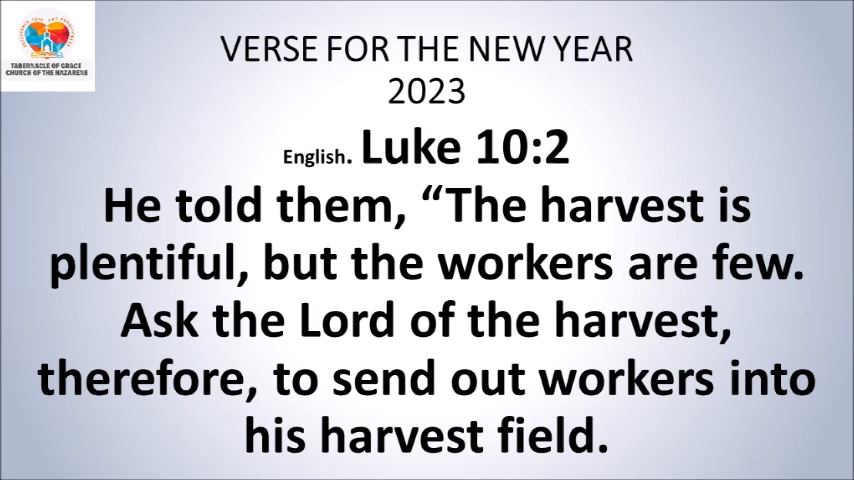 TABERNACLE OF GRACE
CHURCH OF THE NAZARENE
VERSE FOR THE NEW YEAR
2023
English. Luke 10:2
He told them, “The harvest is
plentiful, but the workers are few.
Ask the Lord of the harvest,
therefore, to send out workers into
his harvest field.